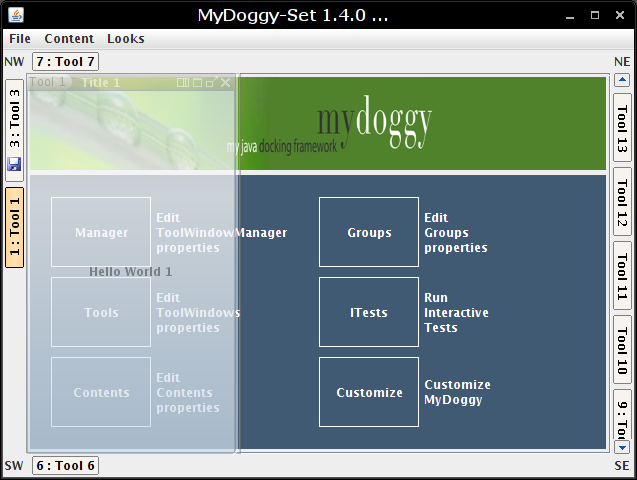 MyDoggy-Set 1.4.0 ...
File Content Looks
NW 7 : Tool 7 NE
Tool 1 Title 1
3 : Tool 3
1 : Tool 1
mydoggy
my java docking framework
Manager
Edit
ToolWindowManager
properties
Groups
Edit
Groups
properties
Hello World 1
Tools
Edit
ToolWindows
properties
ITests
Run
Interactive
Tests
Contents
Edit
Contents
properties
Customize
Customize
MyDoggy
Tool 13
Tool 12
Tool 11
Tool 10
9 : Too
SW 6 : Tool 6 SE